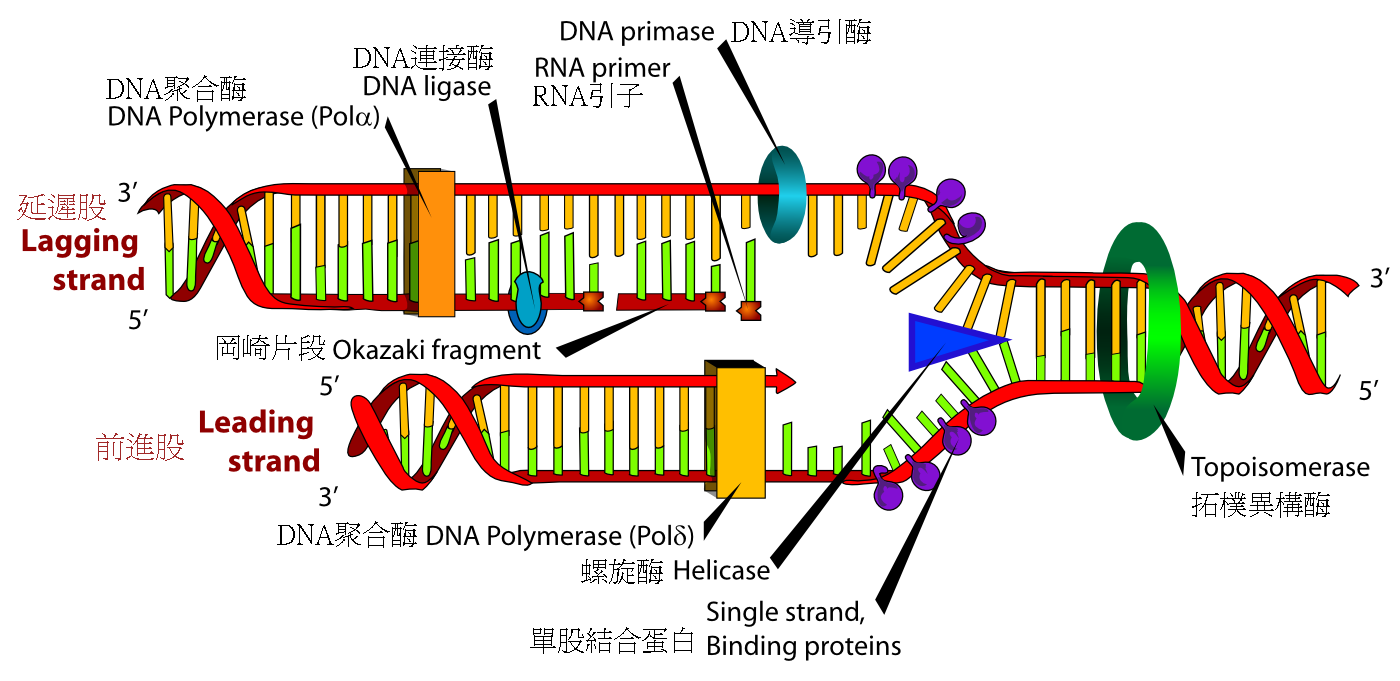 DNA primase DNA導引酶
DNA連接酶
DNA ligase
RNA primer
RNA引子
DNA聚合酶
DNA Polymerase (Polα)
3’
延遲股
Lagging
strand
5’
岡崎片段 Okazaki fragment
3’
5’
5’
前進股
Leading
strand
3’
Topoisomerase
拓樸異構酶
DNA聚合酶 DNA Polymerase (Polδ)
螺旋酶 Helicase
Single strand,
單股結合蛋白 Binding proteins